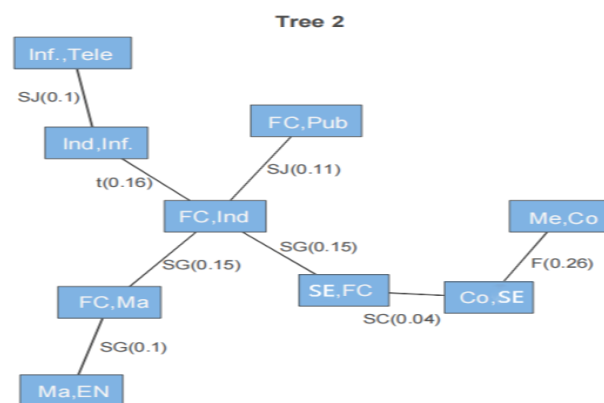 Tree 2
Inf.,Tele
SJ(0.1)
FC,Pub
Ind,Inf.
SJ(0.11)
t(0.16)
FC,Ind
Me,Co
SG(0.15)
SG(0.15)
F(0.26)
SE,FC
Co,SE
FC,Ma
SC(0.04)
SG(0.1)
Ma,EN